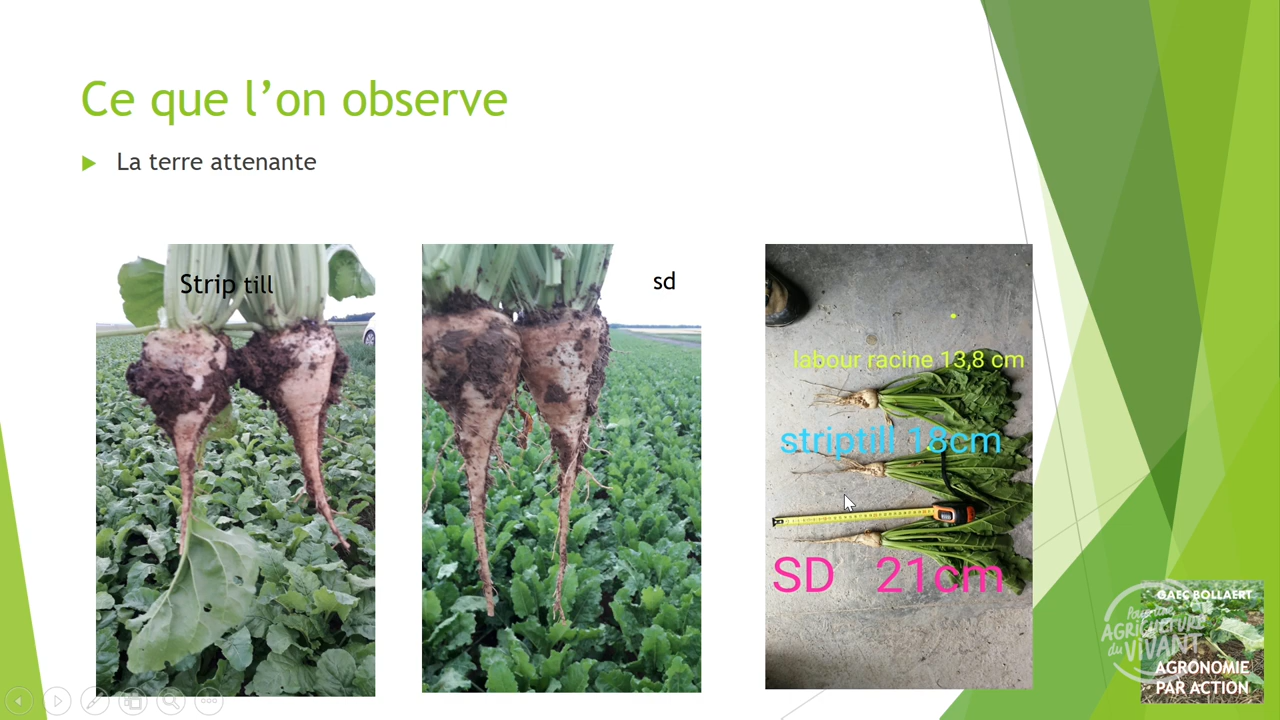 Ce que l’on observe
La terre attenante
Strip till
sd
labour racine 13,8 cm
striptill 18cm
SD 21cm
GAEC BOLLAERT
Pour une
AGRICULTURE
du VIVANT
AGRONOMIE
PAR ACTION